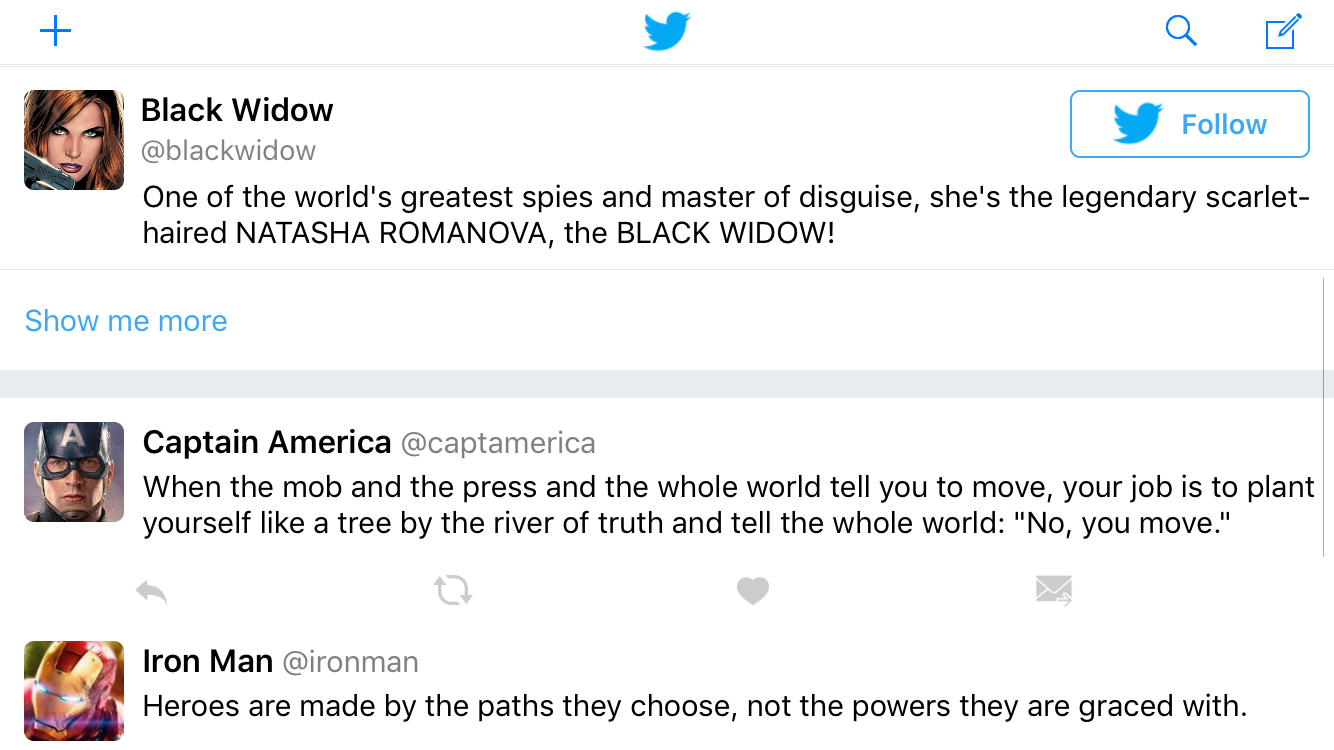 Black Widow
@blackwidow
Follow
One of the world's greatest spies and master of disguise, she's the legendary scarlet-
haired NATASHA ROMANOVA, the BLACK WIDOW!
Show me more
A
Captain America @captamerica
When the mob and the press and the whole world tell you to move, your job is to plant
yourself like a tree by the river of truth and tell the whole world: "No, you move."
Iron Man @ironman
Heroes are made by the paths they choose, not the powers they are graced with.